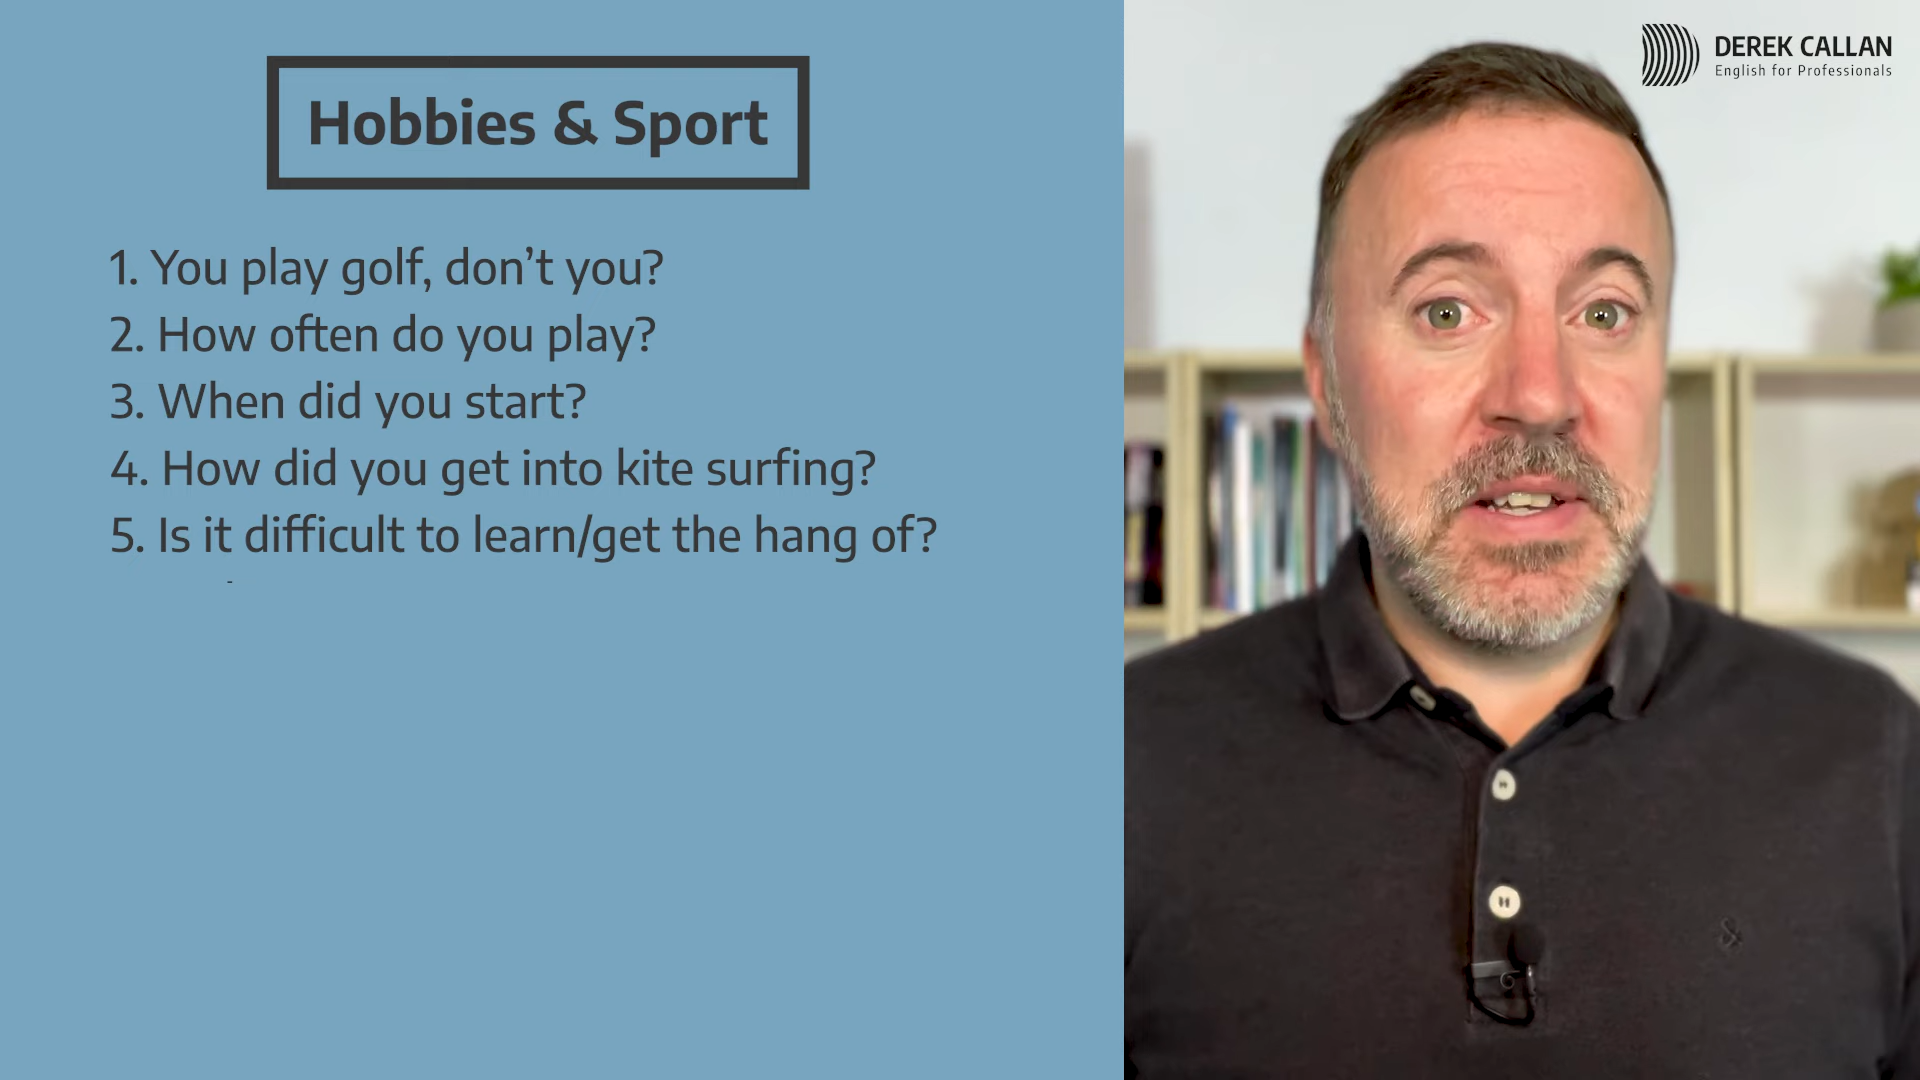 Hobbies & Sport
1. You play golf, don’t you?
2. How often do you play?
3. When did you start?
4. How did you get into kite surfing?
5. Is it difficult to learn/get the hang of?
DEREK CALLAN
English for Professionals